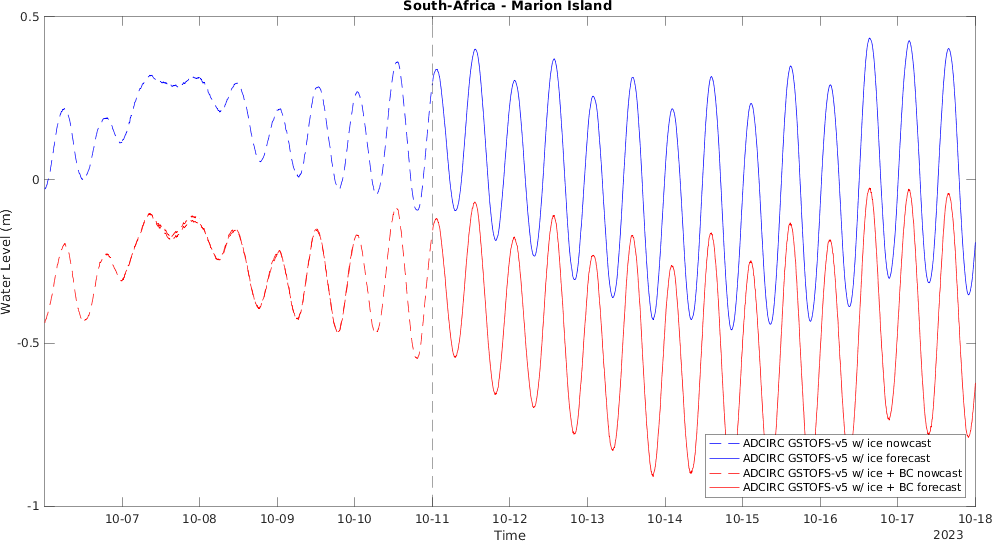 South-Africa - Marion Island
0.5
0
-0.5
-1
Water Level (m)
10-07 10-08 10-09 10-10 10-11 10-12 10-13 10-14 10-15 10-16 10-17 10-18
Time
2023
ADCIRC GSTOFS-v5 w/ ice nowcast
ADCIRC GSTOFS-v5 w/ ice forecast
ADCIRC GSTOFS-v5 w/ ice + BC nowcast
ADCIRC GSTOFS-v5 w/ ice + BC forecast